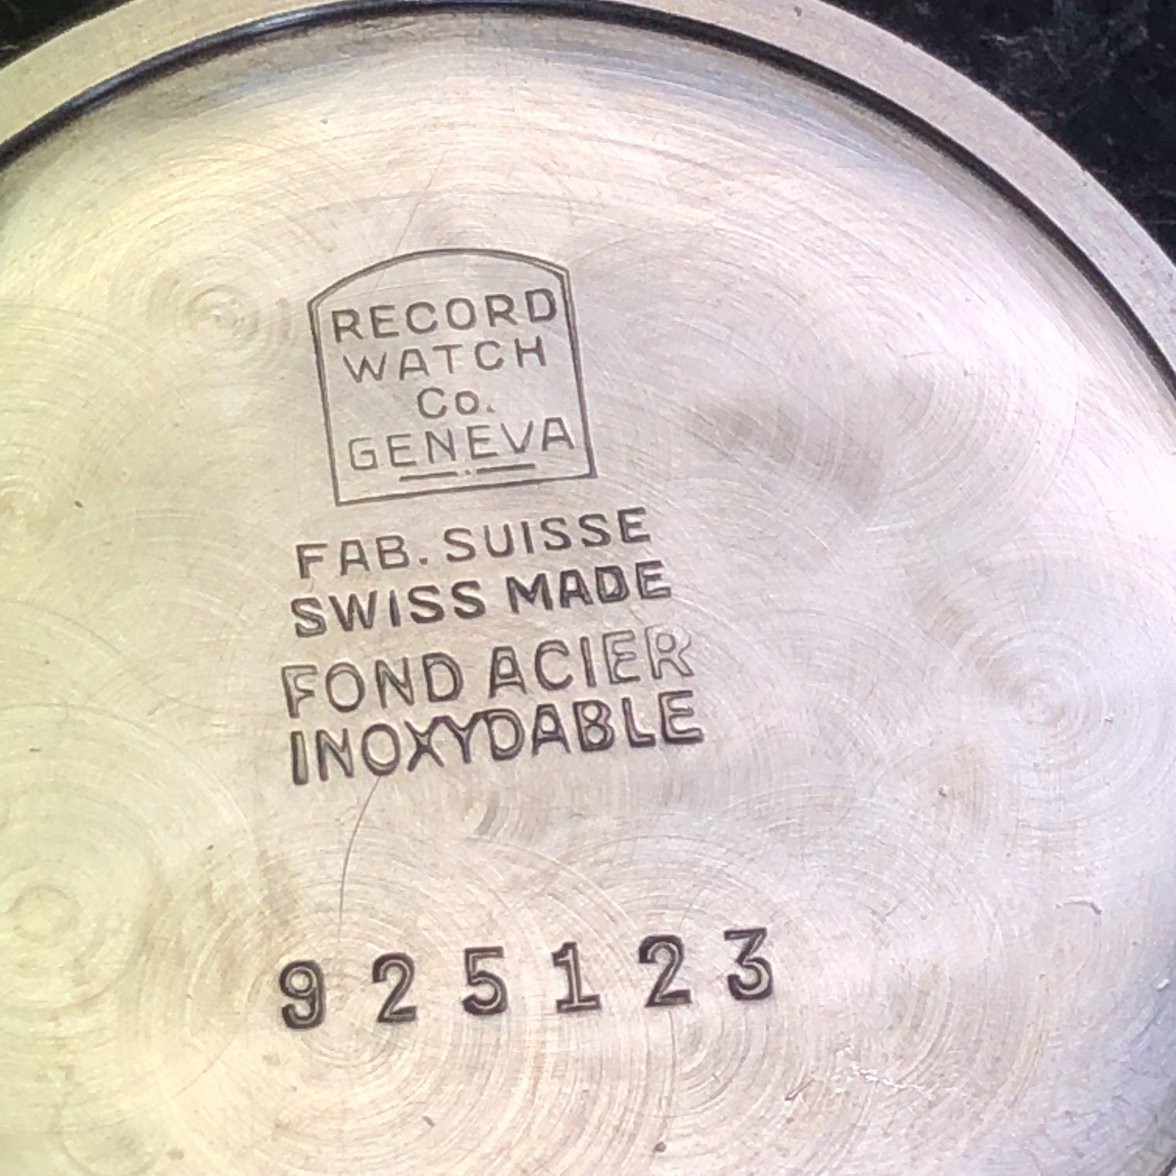 RECORD
WATCH
Co.
GENEVA
FAB. SUISSE
SWISS MADE
FOND ACIER
INOXYDABLE
925123